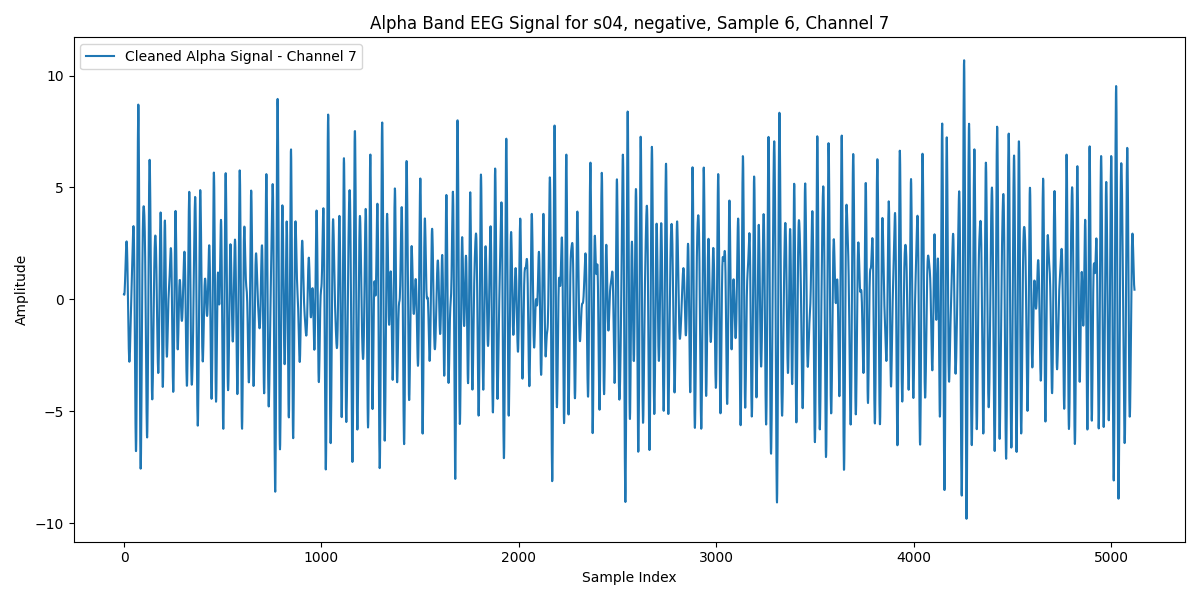 Alpha Band EEG Signal for s04, negative, Sample 6, Channel 7
Cleaned Alpha Signal - Channel 7
Amplitude
10
5
0
−5
−10
0 1000 2000 3000 4000 5000
Sample Index